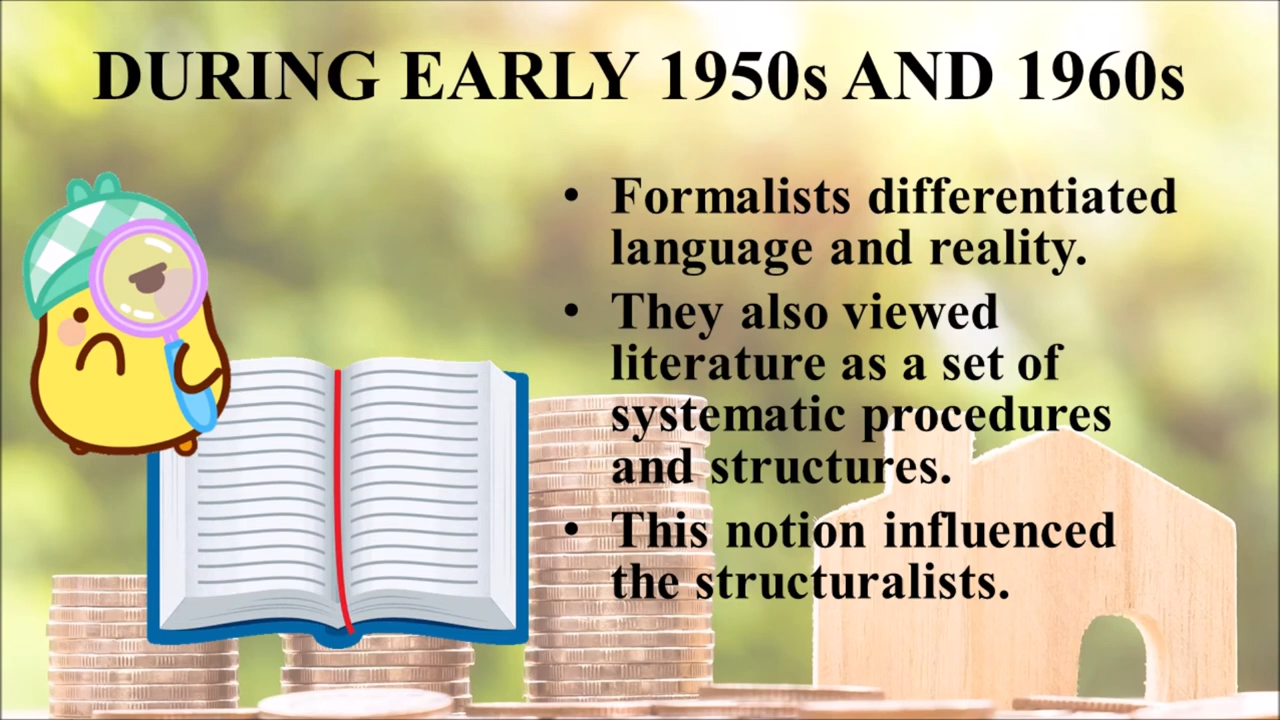 DURING EARLY 1950s AND 1960s
• Formalists differentiated
language and reality.
• They also viewed
literature as a set of
systematic procedures
and structures.
• This notion influenced
the structuralists.